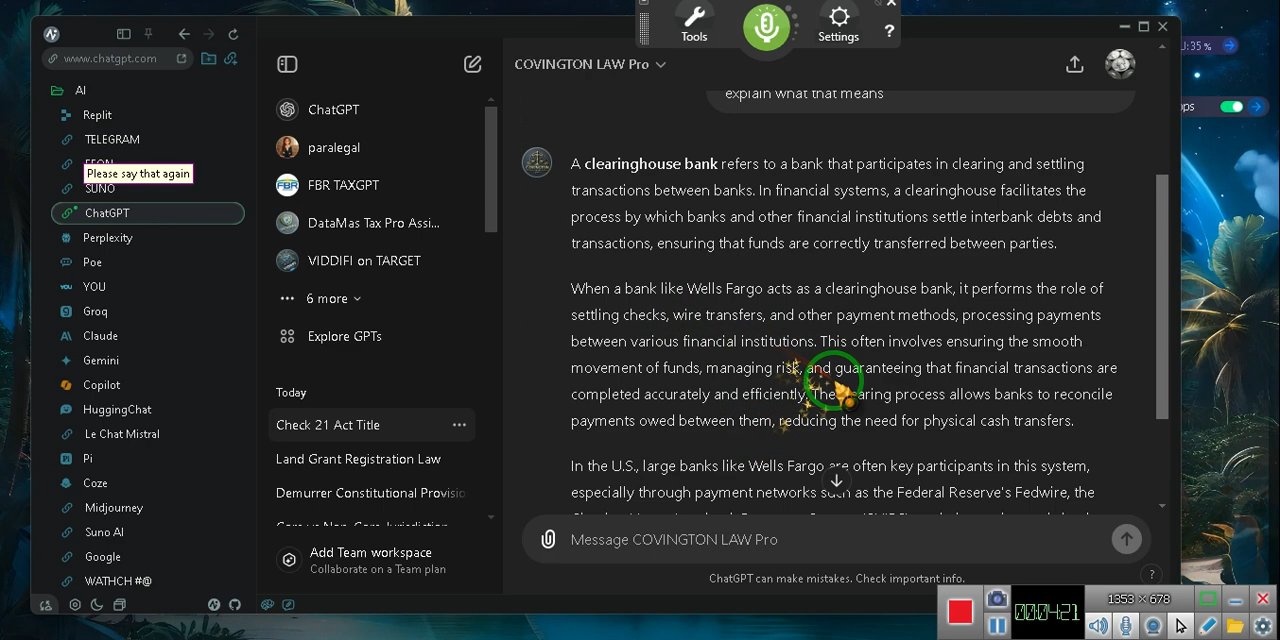 Tools
Settings
?
www.chatgpt.com
AI
Replit
TELEGRAM
Please say that again
SUNO
ChatGPT
Perplexity
Poe
YOU
Groq
Claude
Gemini
Copilot
HuggingChat
Le Chat Mistral
Pi
Coze
Midjourney
Suno AI
Google
WATHCH #@
ChatGPT
paralegal
FBR
FBR TAXGPT
DataMas Tax Pro Assi...
VIDDIFI on TARGET
6 more
Explore GPTs
Today
Check 21 Act Title
Land Grant Registration Law
Demurrer Constitutional Provisio
Add Team workspace
Collaborate on a Team plan
COVINGTON LAW Pro
explain what that means
A clearinghouse bank refers to a bank that participates in clearing and settling
transactions between banks. In financial systems, a clearinghouse facilitates the
process by which banks and other financial institutions settle interbank debts and
transactions, ensuring that funds are correctly transferred between parties.
When a bank like Wells Fargo acts as a clearinghouse bank, it performs the role of
settling checks, wire transfers, and other payment methods, processing payments
between various financial institutions. This often involves ensuring the smooth
movement of funds, managing risk, and guaranteeing that financial transactions are
completed accurately and efficiently. The clearing process allows banks to reconcile
payments owed between them, reducing the need for physical cash transfers.
In the U.S., large banks like Wells Fargo are often key participants in this system,
especially through payment networks such as the Federal Reserve's Fedwire, the
Message COVINGTON LAW Pro
ChatGPT can make mistakes. Check important info.
?
J: 35 %
ops
1353 × 678
00:04:21